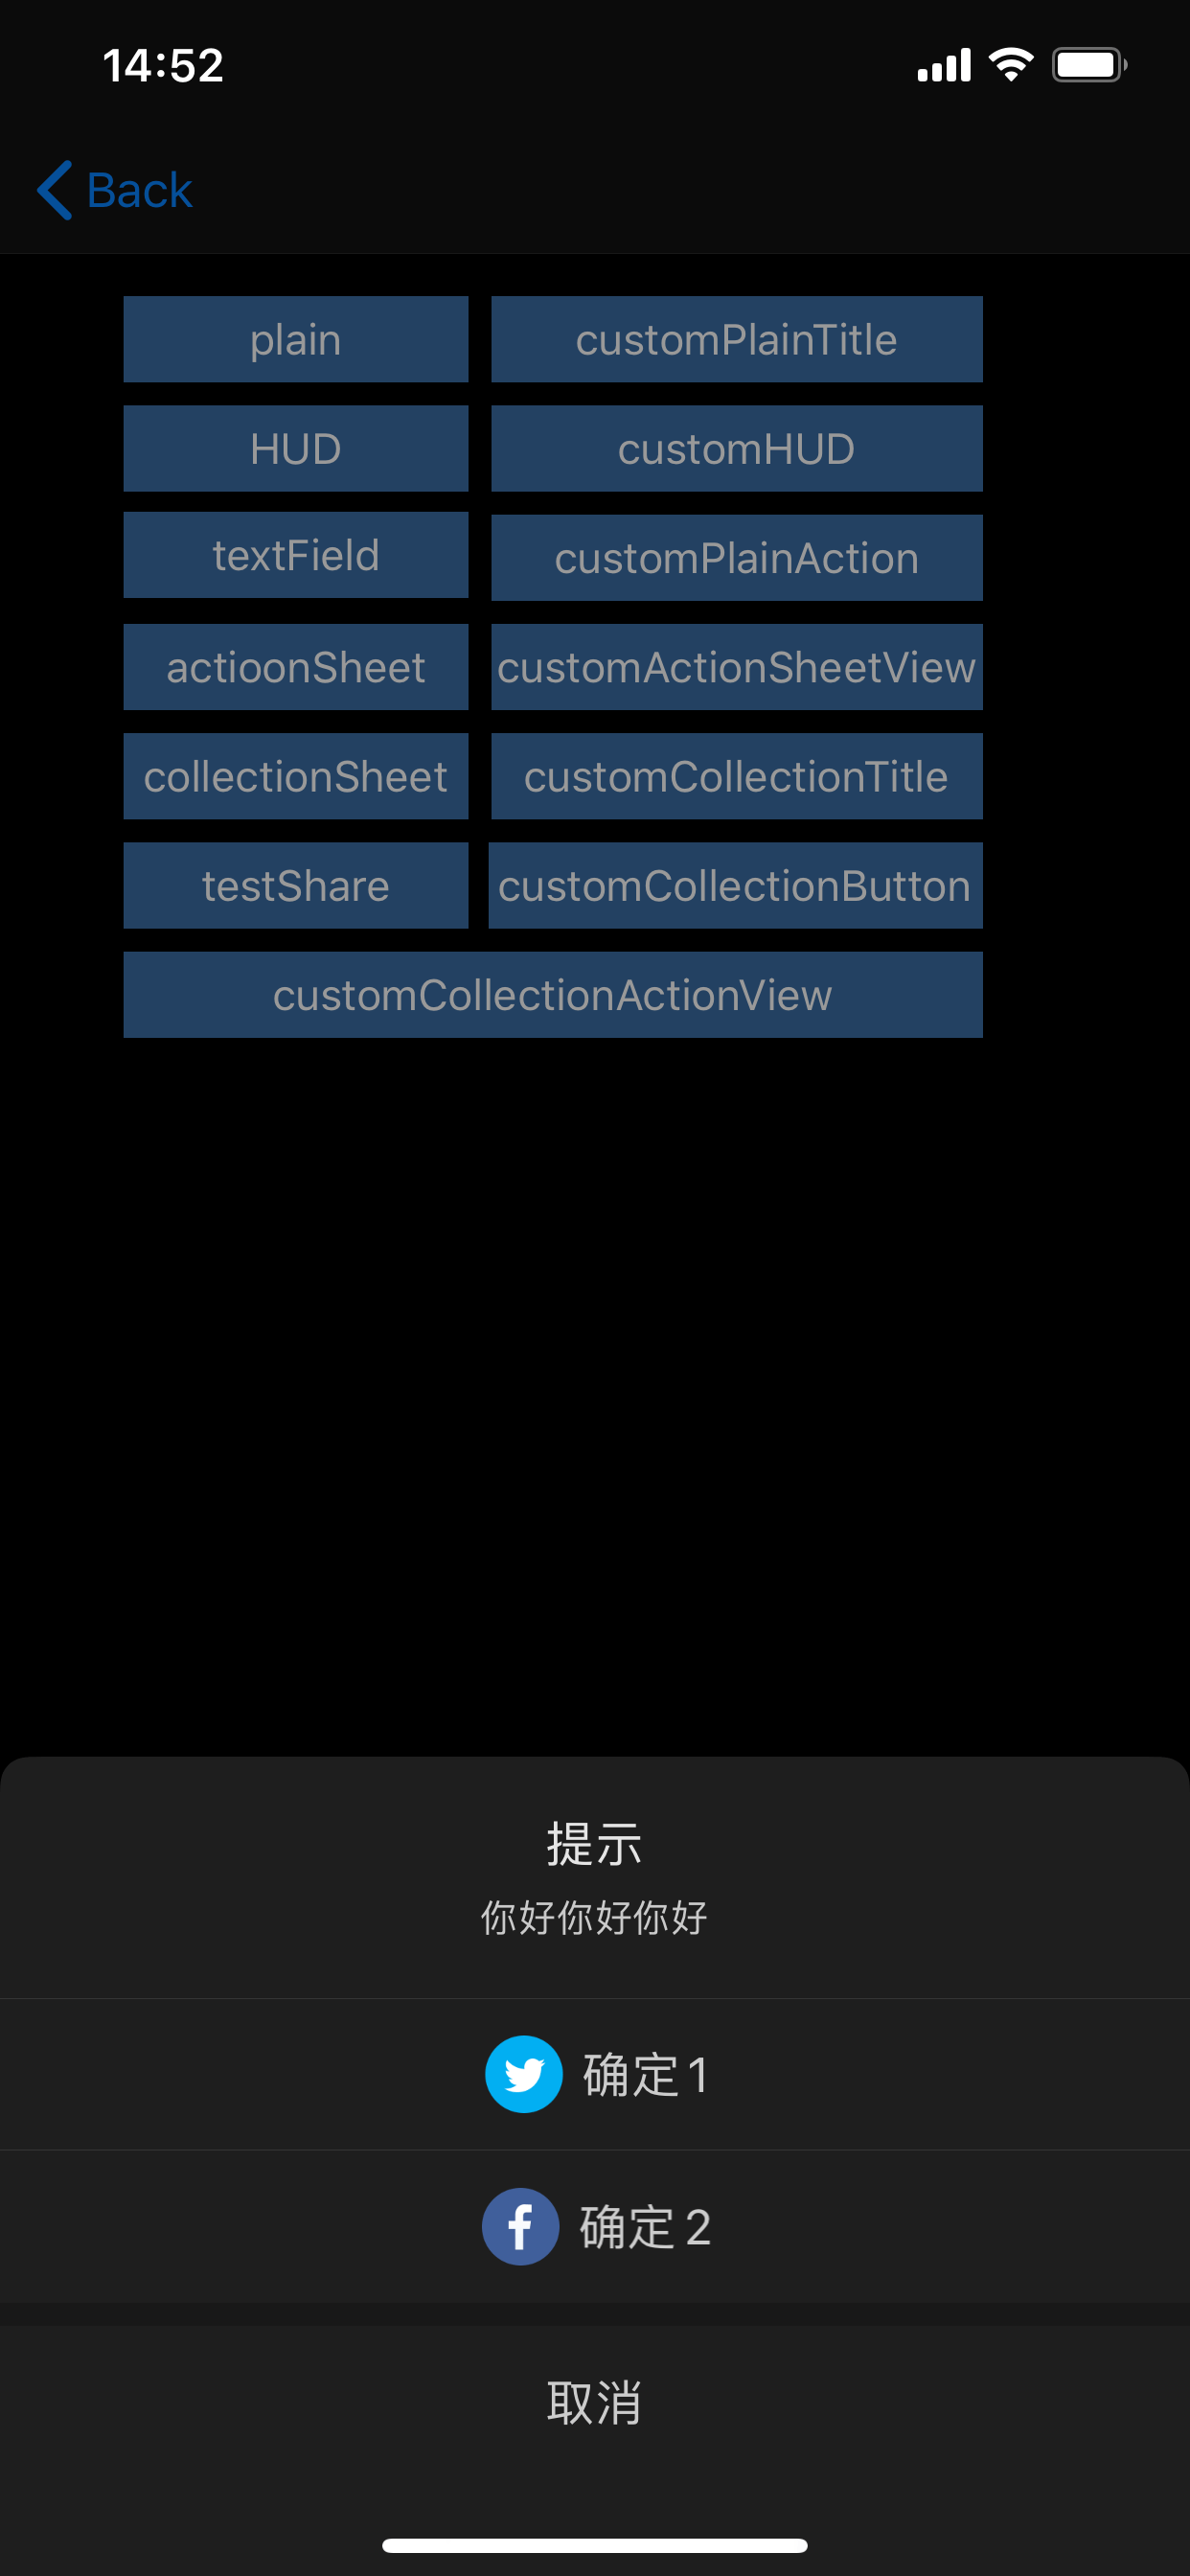 14:52
Back
plain customPlainTitle
HUD customHUD
textField customPlainAction
actioonSheet customActionSheetView
collectionSheet customCollectionTitle
testShare customCollectionButton
customCollectionActionView
提示
你好你好你好
确定1
确定2
取消